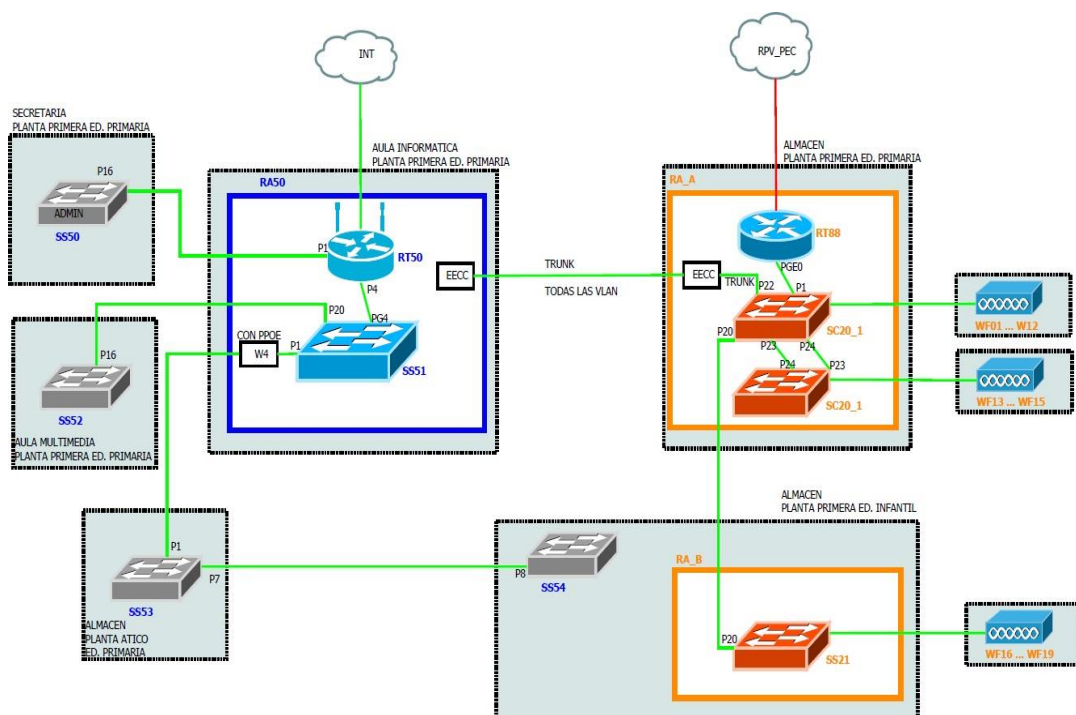 INT
RPV_PEC
SECRETARIA
PLANTA PRIMERA ED. PRIMARIA
P16
ADMIN
SS50
AULA INFORMATICA
PLANTA PRIMERA ED. PRIMARIA
RA50
P1
RT50
P4
EECC
P20
PG4
CON PPOE
W4
P1
SS51
P16
SS52
AULA MULTIMEDIA
PLANTA PRIMERA ED. PRIMARIA
TRUNK
TODAS LAS VLAN
ALMACEN
PLANTA PRIMERA ED. PRIMARIA
RA_A
RT88
PGE0
EECC
TRUNK
P22
P1
P20
SC20_1
P23
P24
P24
P23
SC20_1
WF01 ... W12
WF13 ... WF15
P1
P7
SS53
ALMACEN
PLANTA ATICO
ED. PRIMARIA
ALMACEN
PLANTA PRIMERA ED. INFANTIL
P8
SS54
RA_B
P20
SS21
WF16 ... WF19